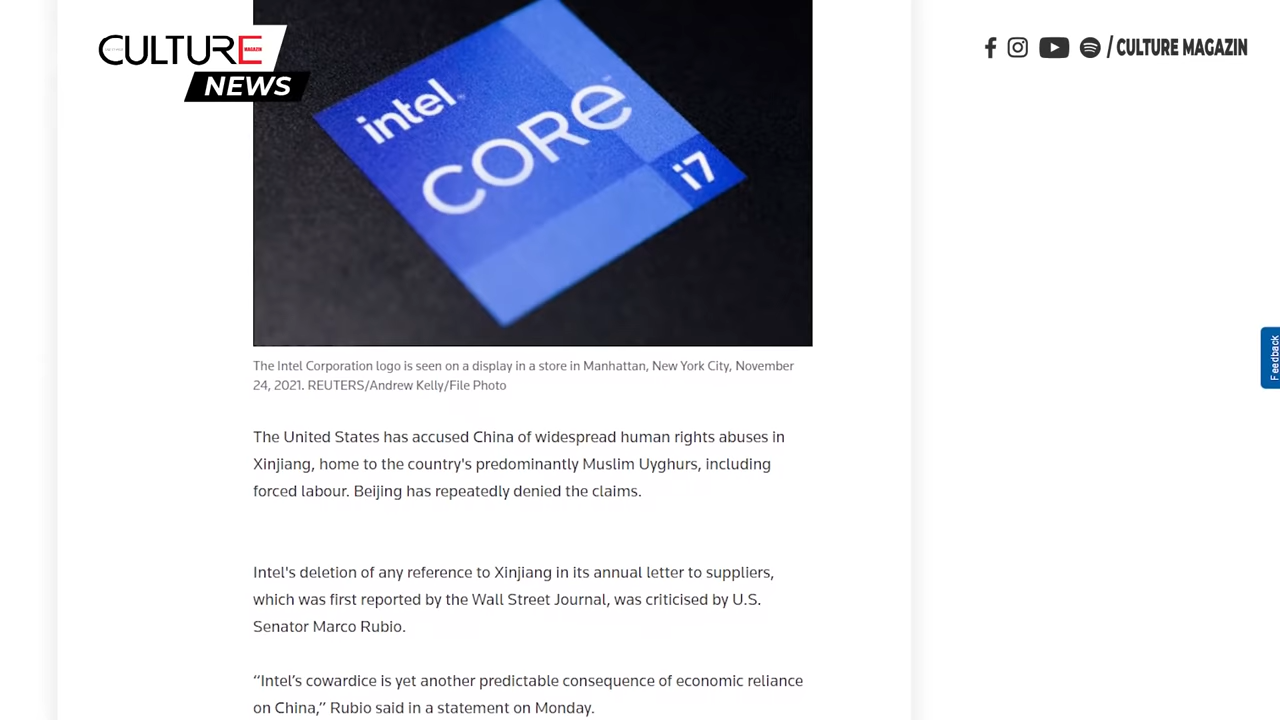 CULTURE
MAGAZIN
NEWS
/ CULTURE MAGAZIN
intel
CORE
i7
Feedback
The Intel Corporation logo is seen on a display in a store in Manhattan, New York City, November
24, 2021. REUTERS/Andrew Kelly/File Photo
The United States has accused China of widespread human rights abuses in
Xinjiang, home to the country's predominantly Muslim Uyghurs, including
forced labour. Beijing has repeatedly denied the claims.
Intel's deletion of any reference to Xinjiang in its annual letter to suppliers,
which was first reported by the Wall Street Journal, was criticised by U.S.
Senator Marco Rubio.
“Intel’s cowardice is yet another predictable consequence of economic reliance
on China,” Rubio said in a statement on Monday.